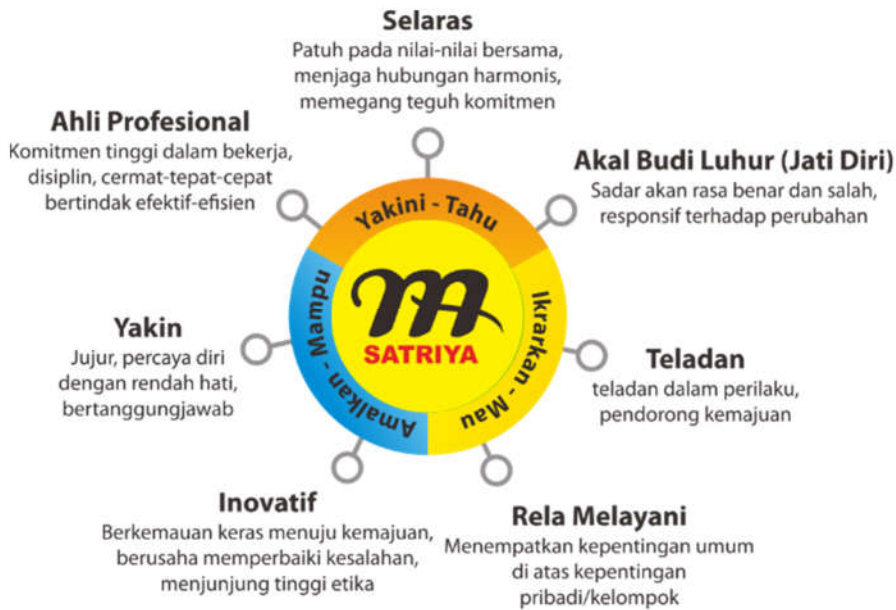 Selaras
Patuh pada nilai-nilai bersama,
menjaga hubungan harmonis,
memegang teguh komitmen
Akal Budi Luhur (Jati Diri)
Sadar akan rasa benar dan salah,
responsif terhadap perubahan
Teladan
teladan dalam perilaku,
pendorong kemajuan
Rela Melayani
Menempatkan kepentingan umum
di atas kepentingan
pribadi/kelompok
Inovatif
Berkemauan keras menuju kemajuan,
berusaha memperbaiki kesalahan,
menjunjung tinggi etika
Yakin
Jujur, percaya diri
dengan rendah hati,
bertanggungjawab
Ahli Profesional
Komitmen tinggi dalam bekerja,
disiplin, cermat-tepat-cepat
bertindak efektif-efisien
Yakini - Tahu
Ikrarkan - Mau
Amalkan - Mampu
SATRIYA